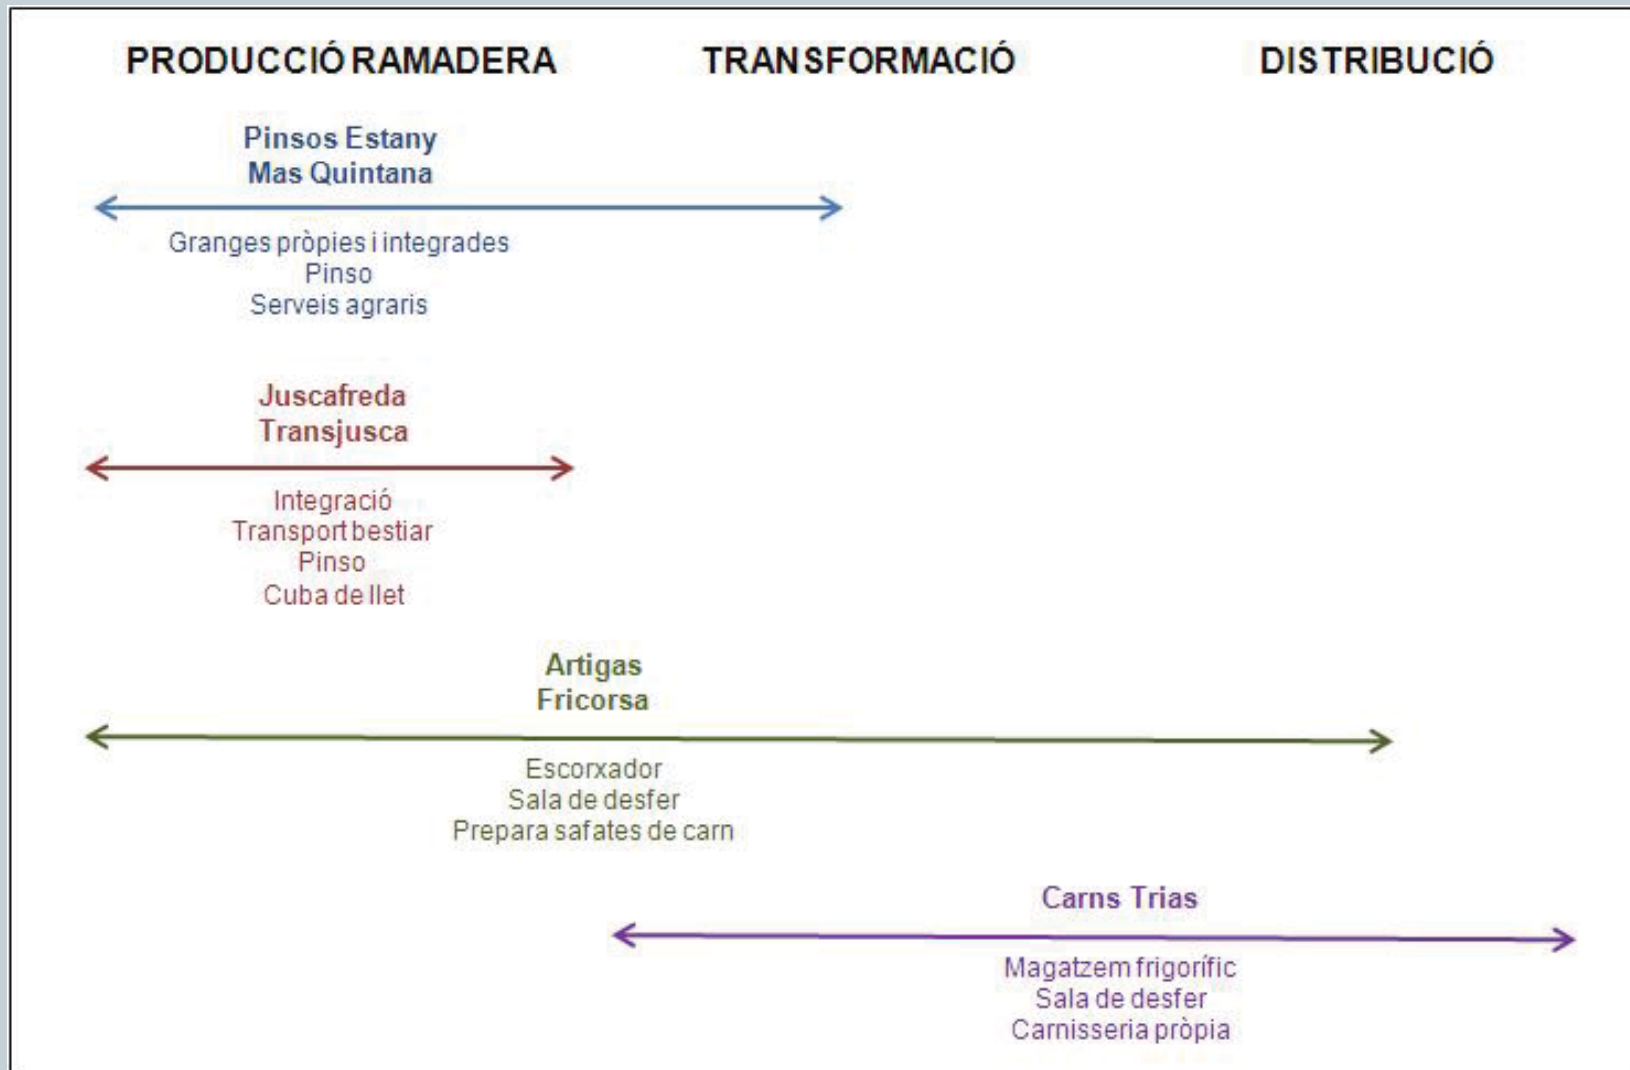 PRODUCCIÓ RAMADERA TRANSFORMACIÓ DISTRIBUCIÓ
Pinsos Estany
Mas Quintana
Granges pròpies i integrades
Pinso
Serveis agraris
Juscafreda
Transjusca
Integració
Transport bestiar
Pinso
Cuba de llet
Artigas
Fricorsa
Escorxador
Sala de desfer
Prepara safates de carn
Carns Trias
Magatzem frigorífic
Sala de desfer
Carnisseria pròpia